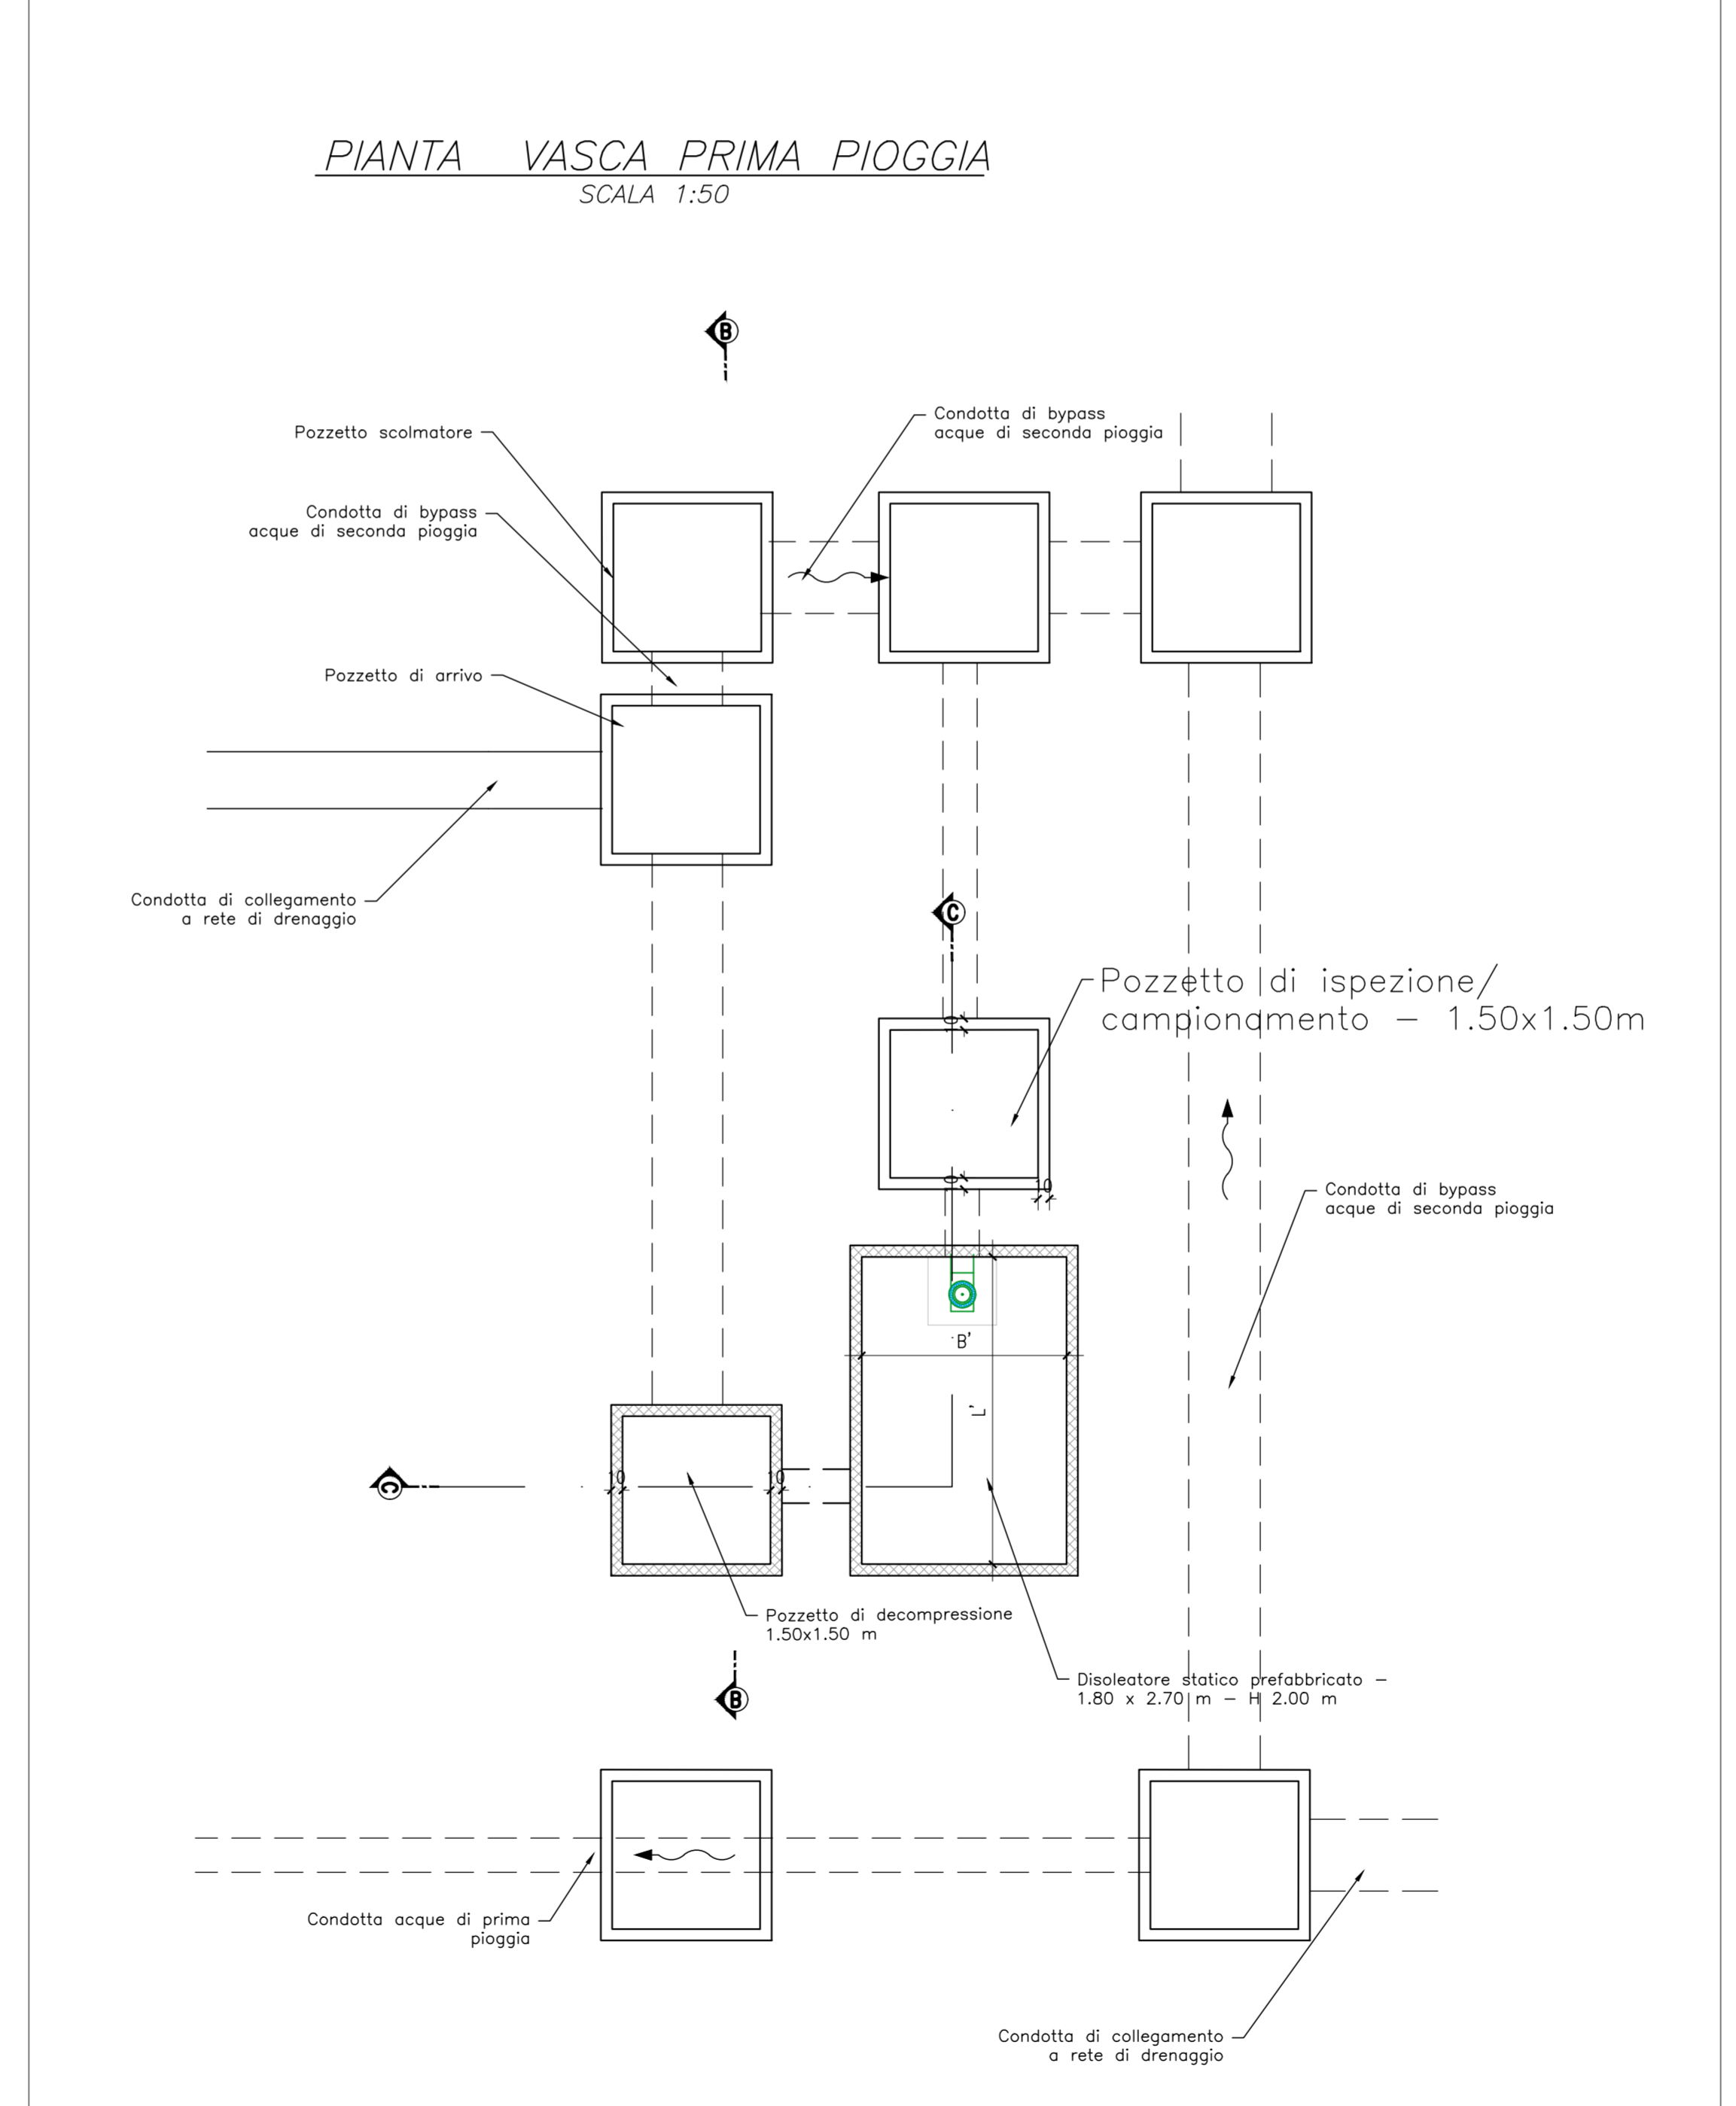 PIANTA VASCA PRIMA PIOGGIA
SCALA 1:50
B
Condotta di bypass
acque di seconda pioggia
Pozzetto scolmatore
Condotta di bypass
acque di seconda pioggia
Pozzetto di arrivo
Condotta di collegamento
a rete di drenaggio
C
Pozzetto di ispezione/
campionamento – 1.50x1.50m
10
10
10
Condotta di bypass
acque di seconda pioggia
B'
L'
10
10
C
Pozzetto di decompressione
1.50x1.50 m
Disoleatore statico prefabbricato –
1.80 x 2.70 m – H 2.00 m
B
Condotta acque di prima
pioggia
Condotta di collegamento
a rete di drenaggio